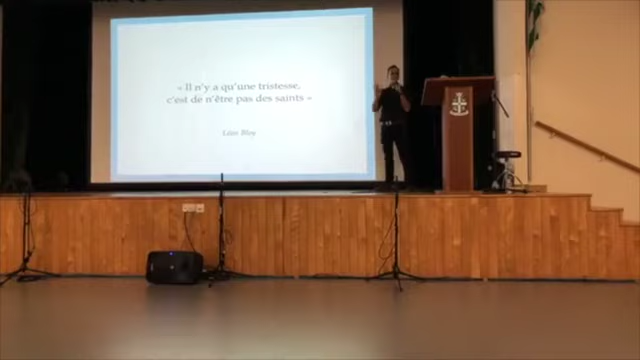 « Il n'y a qu'une tristesse,
c'est de n'être pas des saints »
Léon Bloy